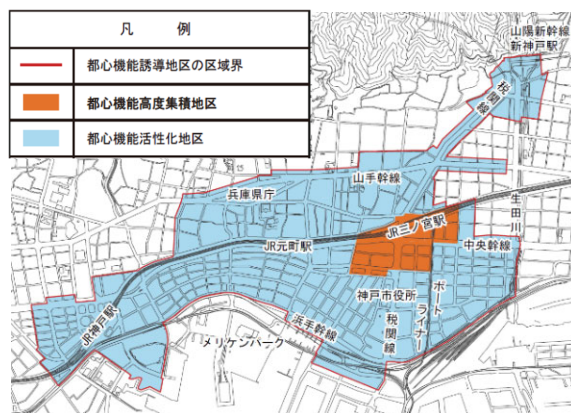 凡 例
都心機能誘導地区の区域界
都心機能高度集積地区
都心機能活性化地区
山陽新幹線
新神戸駅
税関線
山手幹線
兵庫県庁
生田川
JR三ノ宮駅
JR元町駅
中央幹線
神戸市役所
ポートライナー
税関線
浜手幹線
JR神戸駅
メリケンパーク